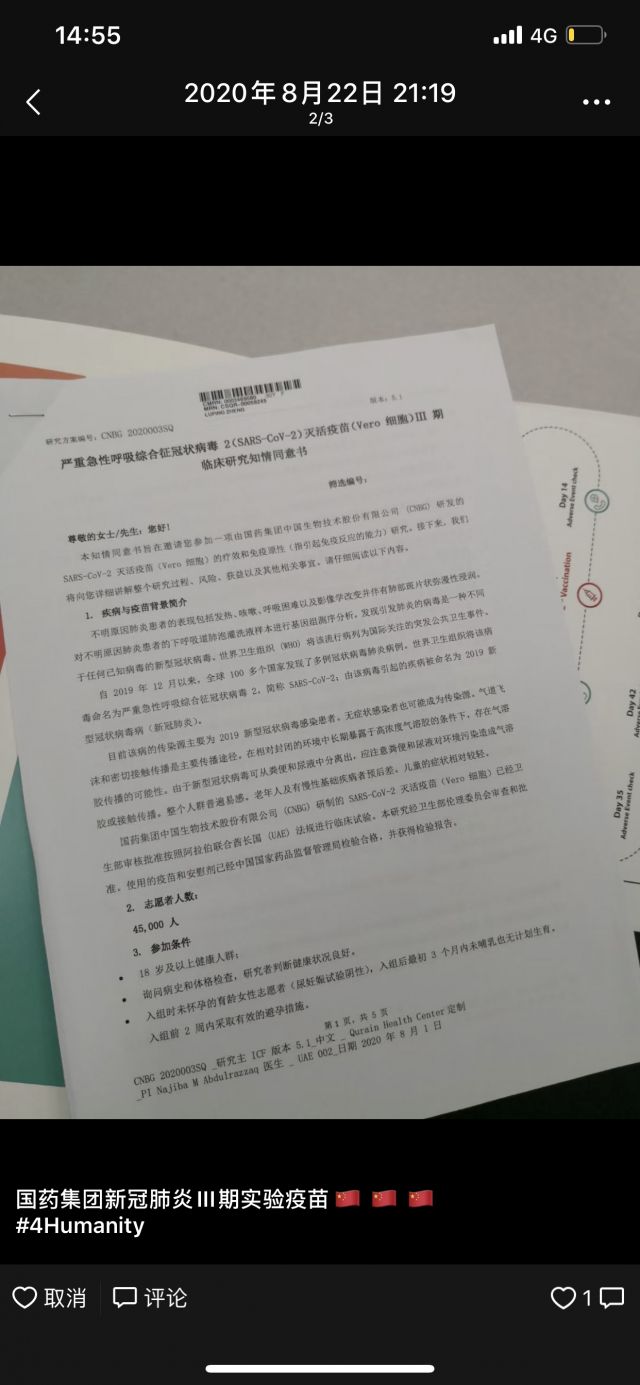 14:55
4G
2020年8月22日 21:19
2/3
版本: 5.1
LUPING ZHENG
研究方案编号: CNBG 2020003SQ
严重急性呼吸综合征冠状病毒 2(SARS-CoV-2)灭活疫苗(Vero 细胞)III 期
临床研究知情同意书
筛选编号:
尊敬的女士/先生: 您好!
本知情同意书旨在邀请您参加一项由国药集团中国生物技术股份有限公司 (CNBG) 研发的
SARS-CoV-2 灭活疫苗 (Vero 细胞) 的疗效和免疫原性 (指引起免疫反应的能力) 研究。接下来, 我们
将向您详细讲解整个研究过程、风险、获益以及其他相关事宜。请仔细阅读以下内容。
1. 疾病与疫苗背景简介
不明原因肺炎患者的表现包括发热、咳嗽、呼吸困难以及影像学改变并伴有肺部斑片状弥漫性浸润。
对不明原因肺炎患者的下呼吸道肺泡灌洗液样本进行基因组测序分析, 发现引发肺炎的病毒是一种不同
于任何已知病毒的新型冠状病毒。世界卫生组织 (WHO) 将该流行病列为国际关注的突发公共卫生事件。
自 2019 年 12 月以来, 全球 100 多个国家发现了多例冠状病毒肺炎病例。世界卫生组织将该病
毒命名为严重急性呼吸综合征冠状病毒 2, 简称 SARS-CoV-2; 由该病毒引起的疾病被命名为 2019 新
型冠状病毒病 (新冠肺炎)。
目前该病的传染源主要为 2019 新型冠状病毒感染患者。无症状感染者也可能成为传染源。气道飞
沫和密切接触传播是主要传播途径。在相对封闭的环境中长期暴露于高浓度气溶胶的条件下, 存在气溶
胶传播的可能性。由于新型冠状病毒可从粪便和尿液中分离出, 应注意粪便和尿液对环境污染造成气溶
胶或接触传播。整个人群普遍易感。老年人及有慢性基础疾病者预后差。儿童的症状相对较轻。
国药集团中国生物技术股份有限公司 (CNBG) 研制的 SARS-CoV-2 灭活疫苗 (Vero 细胞) 已经卫
生部审核批准按照阿拉伯联合酋长国 (UAE) 法规进行临床试验。本研究经卫生部伦理委员会审查和批
准。使用的疫苗和安慰剂已经中国国家药品监督管理局检验合格, 并获得检验报告。
2. 志愿者人数:
45,000 人
3. 参加条件
• 18 岁及以上健康人群;
• 询问病史和体格检查, 研究者判断健康状况良好。
• 入组时未怀孕的育龄女性志愿者 (尿妊娠试验阴性), 入组后最初 3 个月内未哺乳也无计划生育。
入组前 2 周内采取有效的避孕措施。
第 1 页, 共 5 页
CNBG 2020003SQ _研究主 ICF 版本 5.1_中文 _ Qurain Health Center 定制
_PI Najiba M Abdulrazzaq 医生 _ UAE 002_日期 2020 年 8 月 1 日
Day 14
Adverse Event check
Vaccination
Day 42
Day 35
Adverse Event check
国药集团新冠肺炎III期实验疫苗🇨🇳 🇨🇳 🇨🇳
#4Humanity
取消
评论
1